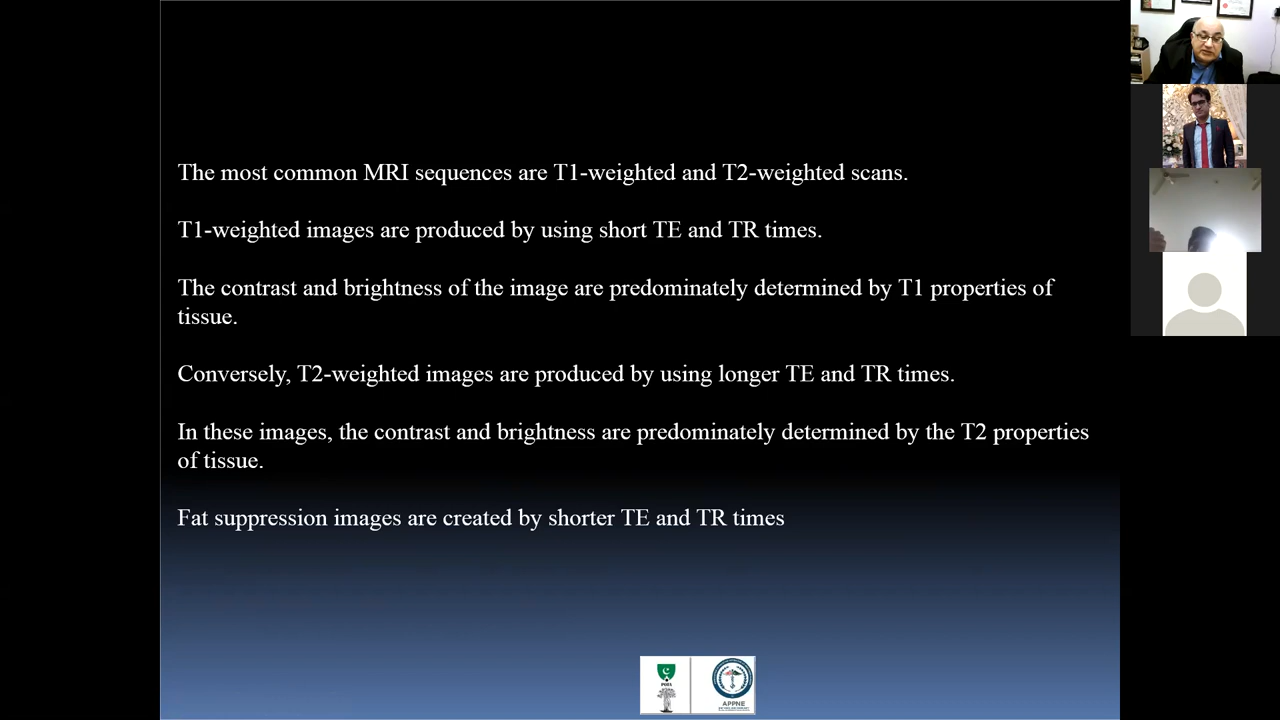 The most common MRI sequences are T1-weighted and T2-weighted scans.
T1-weighted images are produced by using short TE and TR times.
The contrast and brightness of the image are predominately determined by T1 properties of
tissue.
Conversely, T2-weighted images are produced by using longer TE and TR times.
In these images, the contrast and brightness are predominately determined by the T2 properties
of tissue.
Fat suppression images are created by shorter TE and TR times
APPNE